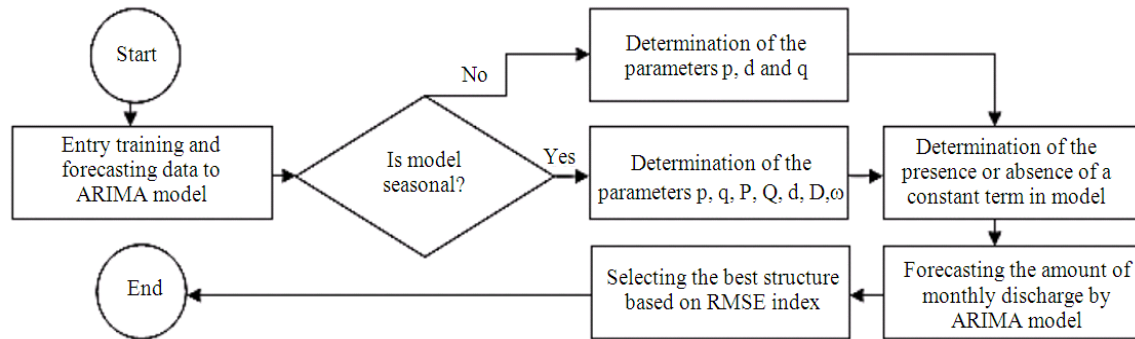 Start
Entry training and
forecasting data to
ARIMA model
Is model
seasonal?
No
Determination of the
parameters p, d and q
Yes
Determination of the
parameters p, q, P, Q, d, D,ω
Determination of the
presence or absence of a
constant term in model
Forecasting the amount of
monthly discharge by
ARIMA model
Selecting the best structure
based on RMSE index
End